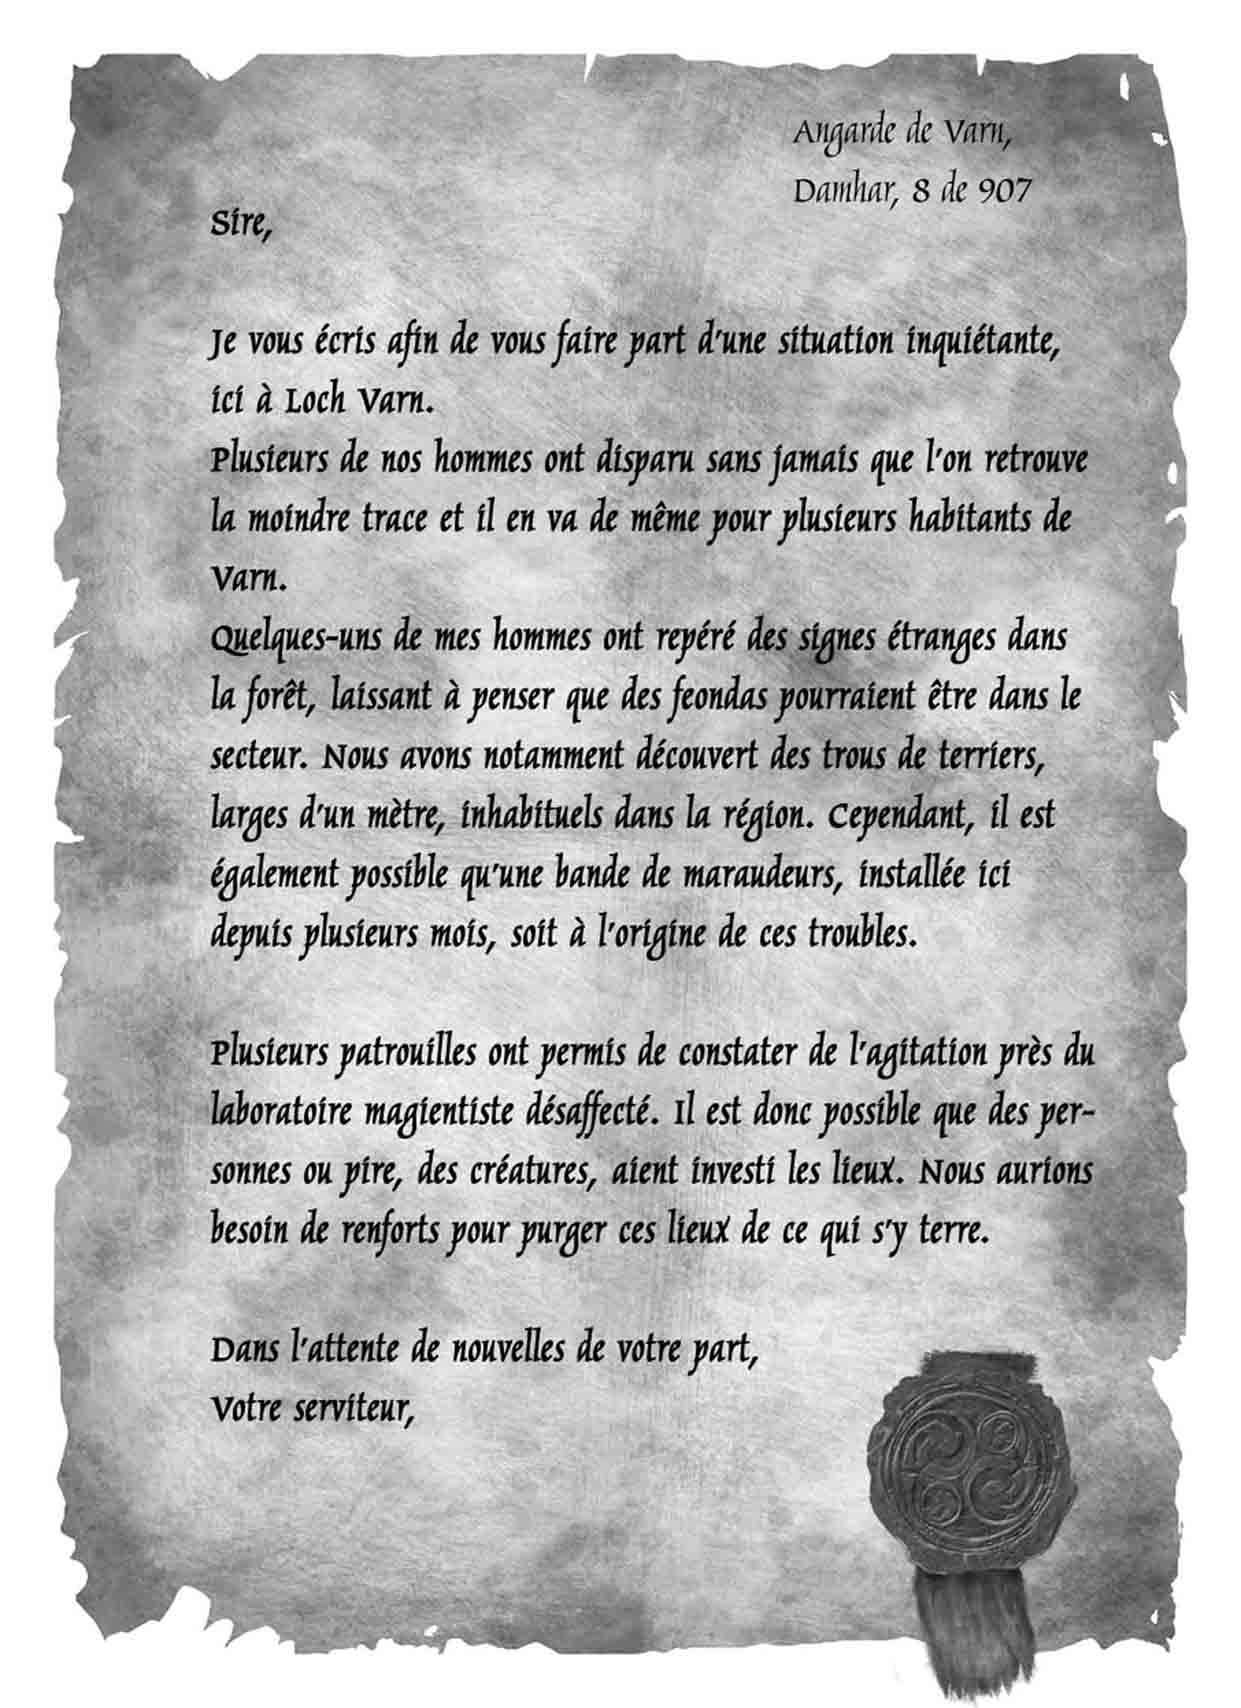 Angarde de Varn,
Damhar, 8 de 907
Sire,
Je vous écris afin de vous faire part d'une situation inquiétante,
ici à Loch Varn.
Plusieurs de nos hommes ont disparu sans jamais que l'on retrouve
la moindre trace et il en va de même pour plusieurs habitants de
Varn.
Quelques-uns de mes hommes ont repéré des signes étranges dans
la forêt, laissant à penser que des feondas pourraient être dans le
secteur. Nous avons notamment découvert des trous de terriers,
larges d'un mètre, inhabituels dans la région. Cependant, il est
également possible qu'une bande de maraudeurs, installée ici
depuis plusieurs mois, soit à l'origine de ces troubles.
Plusieurs patrouilles ont permis de constater de l'agitation près du
laboratoire magientiste désaffecté. Il est donc possible que des per-
sonnes ou pire, des créatures, aient investi les lieux. Nous aurions
besoin de renforts pour purger ces lieux de ce qui s'y terre.
Dans l'attente de nouvelles de votre part,
Votre serviteur,